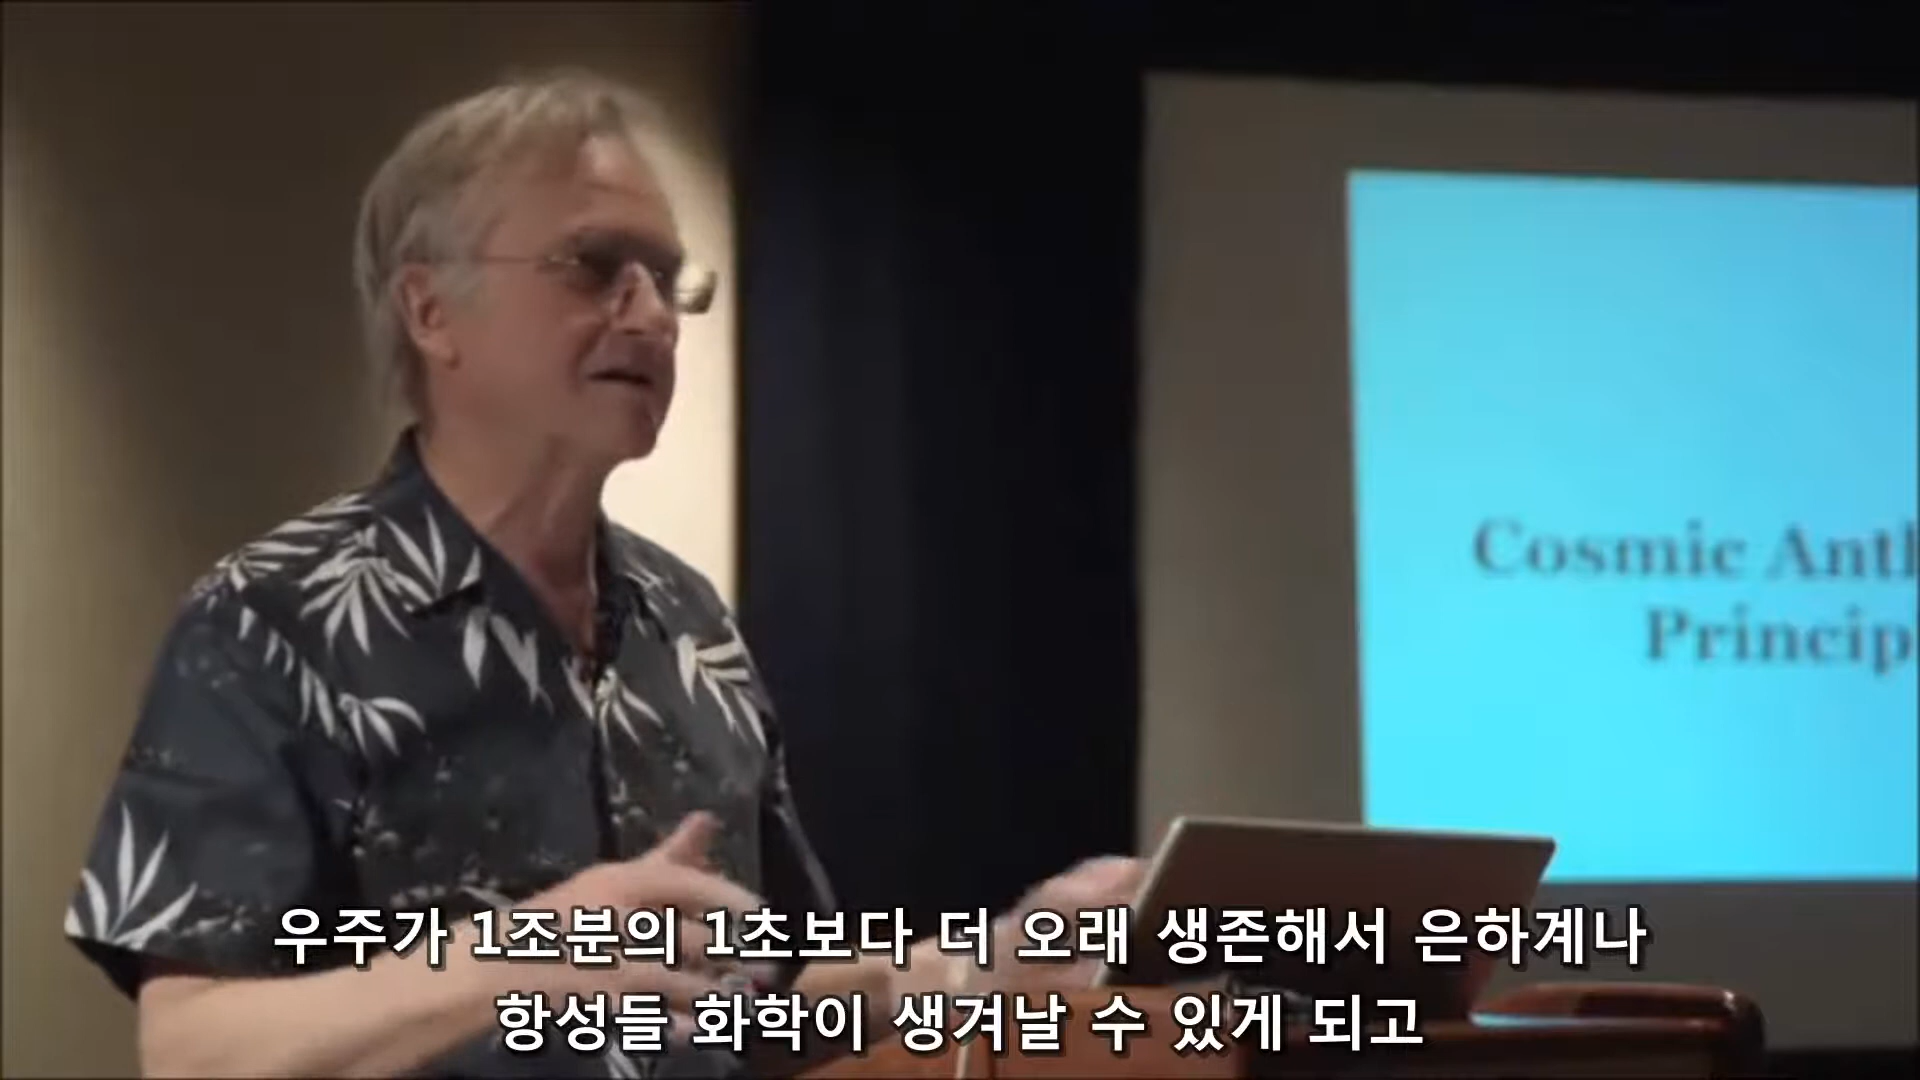 Cosmic
Princip
우주가 1조분의 1초보다 더 오래 생존해서 은하계나
항성들 화학이 생겨날 수 있게 되고